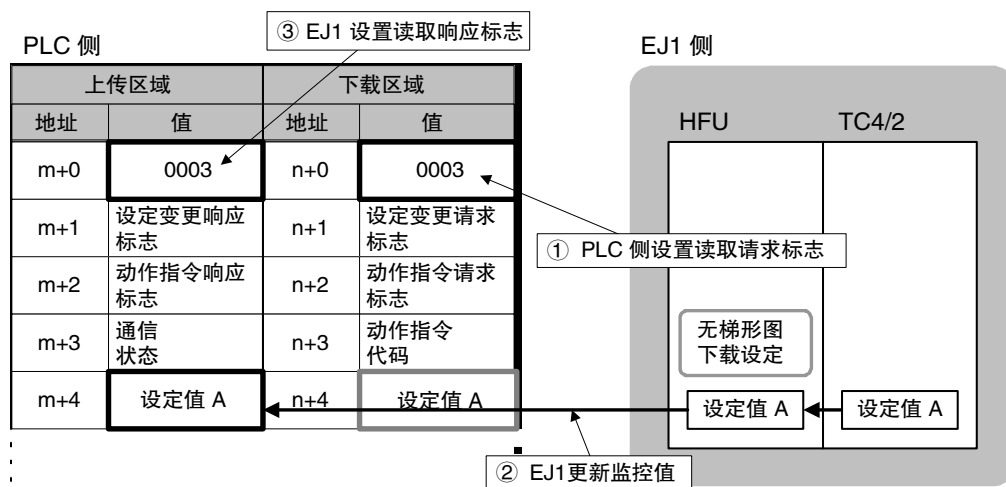 ③ EJ1 设置读取响应标志
PLC 侧
EJ1 侧
上传区域
下载区域
地址
值
地址
值
HFU
TC4/2
m+0
0003
n+0
0003
m+1
设定变更响应
标志
n+1
设定变更请求
标志
① PLC 侧设置读取请求标志
m+2
动作指令响应
标志
n+2
动作指令请求
标志
m+3
通信
状态
n+3
动作指令
代码
无梯形图
下载设定
m+4
设定值 A
n+4
设定值 A
设定值 A
设定值 A
② EJ1更新监控值